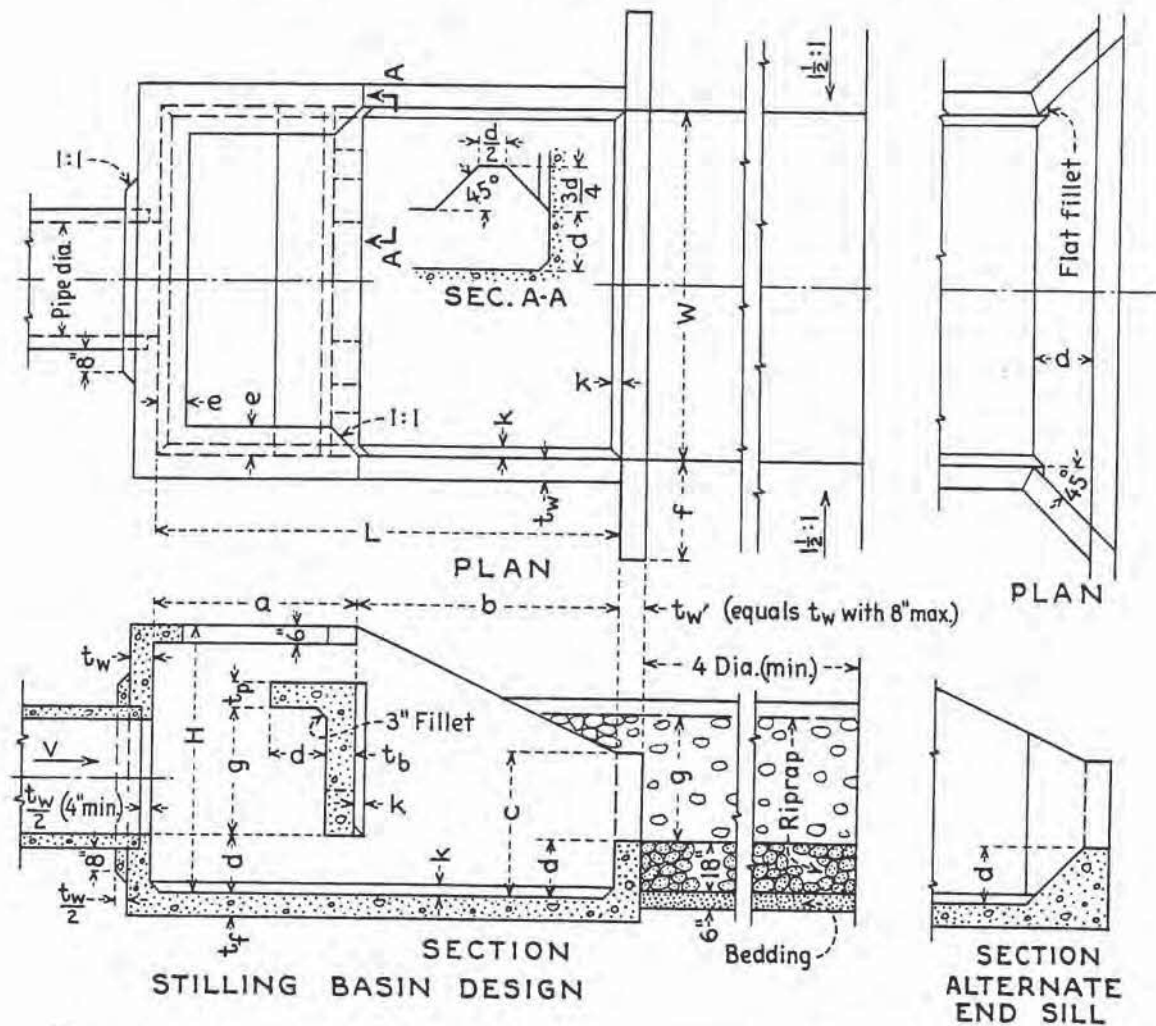 A
1:1
Pipe dia.
8"
e
e
1:1
a/2
45°
3d/4
d
A
SEC. A-A
k
k
t_w
W
f
L
1½:1
1½:1
PLAN
Flat fillet
d
45°
PLAN
a
b
t_w' (equals t_w with 8" max.)
t_w
6"
4 Dia.(min.)
H
t_p
g
3" Fillet
d
t_b
V
t_w/2 (4"min.)
k
c
g
Riprap
8"
d
k
d
18"
t_w/2
t_f
6"
Bedding
d
SECTION
STILLING BASIN DESIGN
SECTION
ALTERNATE
END SILL